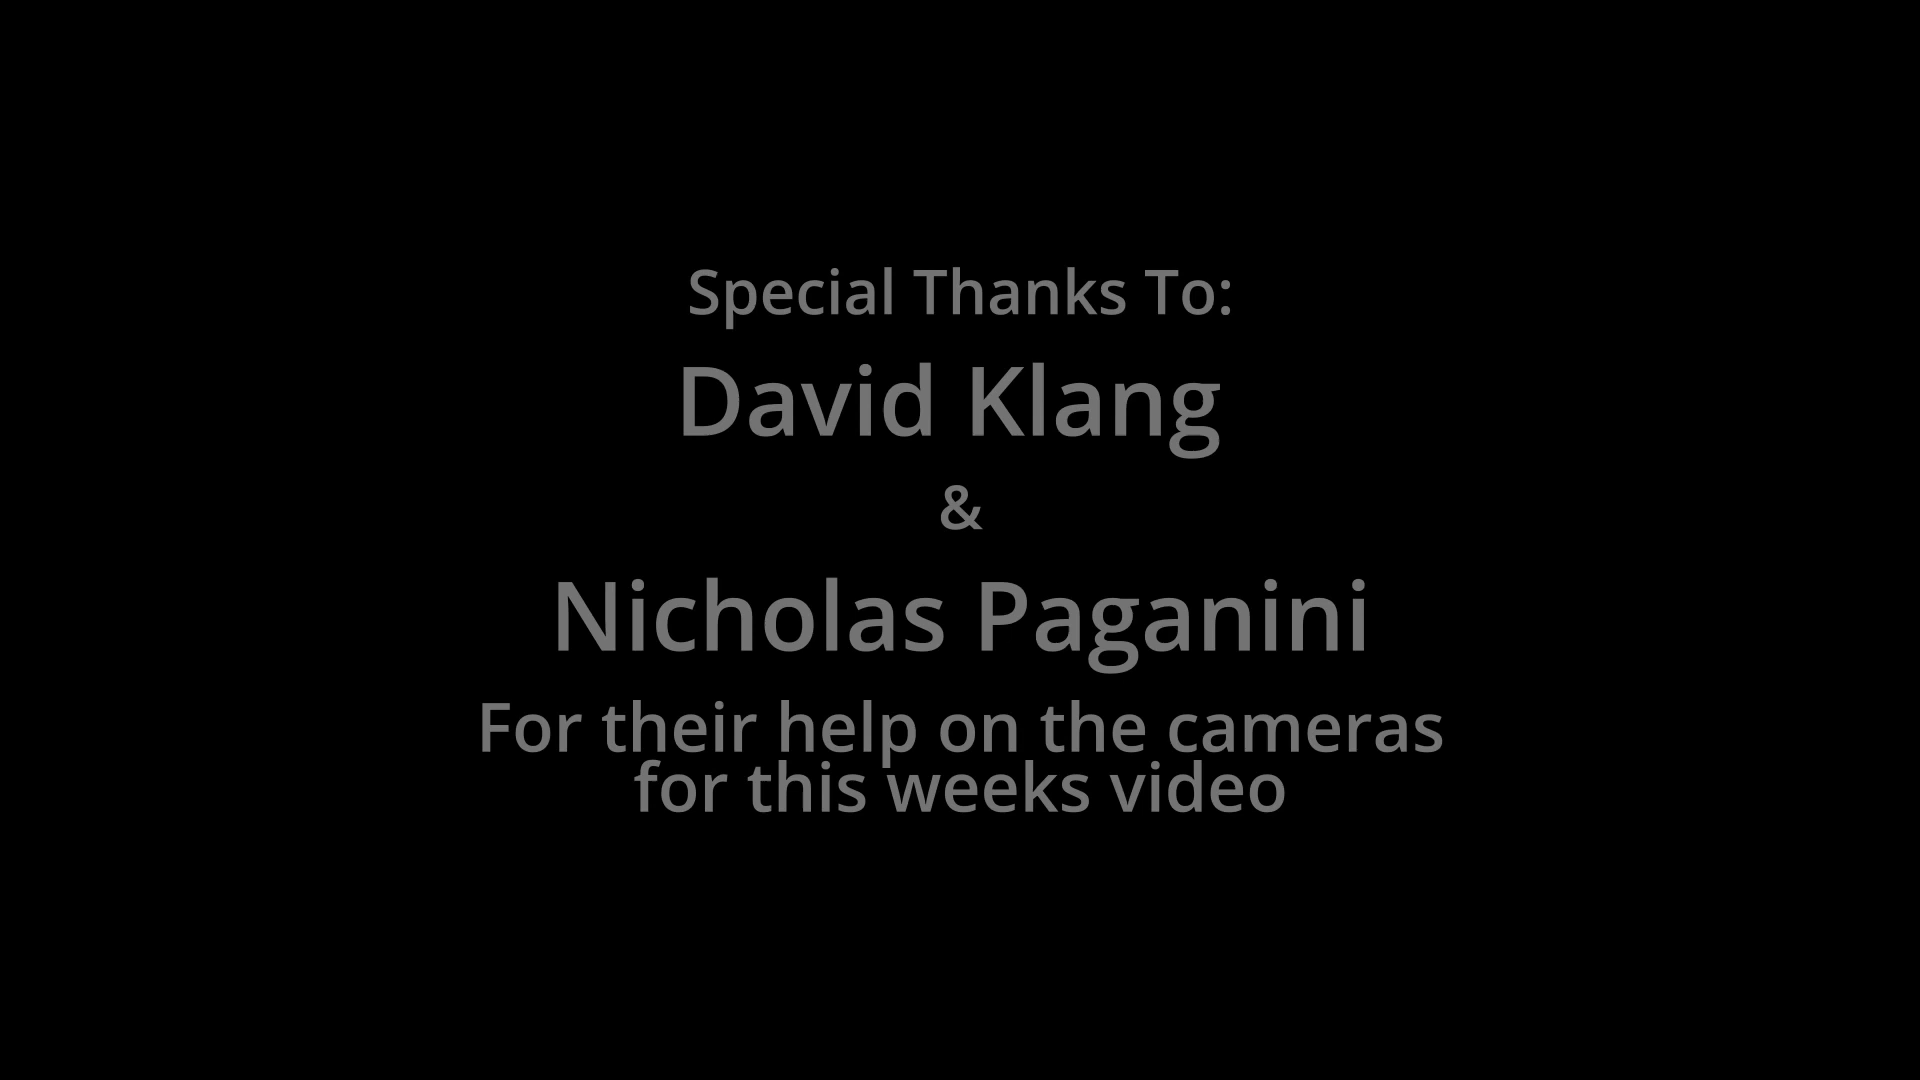 Special Thanks To:
David Klang
&
Nicholas Paganini
For their help on the cameras
for this weeks video